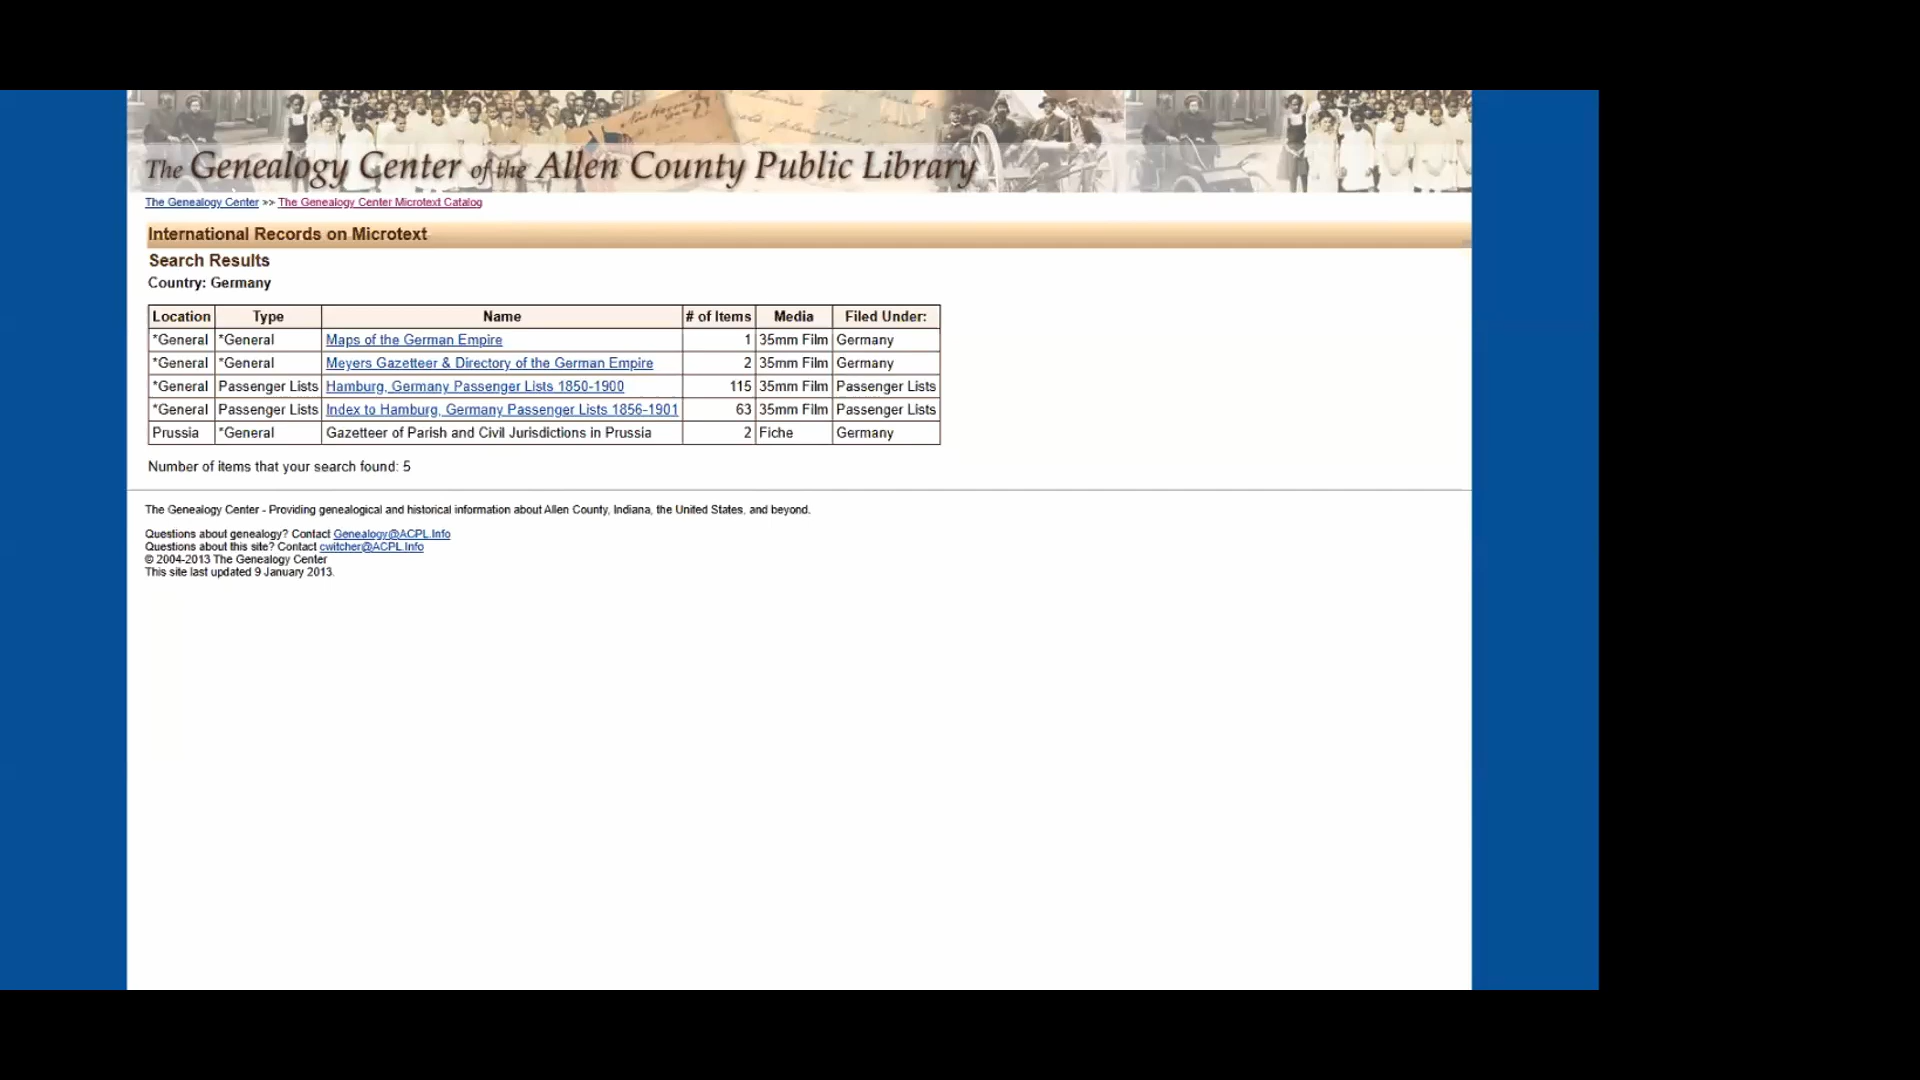 The Genealogy Center of the Allen County Public Library
The Genealogy Center >> The Genealogy Center Microtext Catalog
International Records on Microtext
Search Results
Country: Germany
Location Type Name # of Items Media Filed Under:
*General *General Maps of the German Empire 1 35mm Film Germany
*General *General Meyers Gazetteer & Directory of the German Empire 2 35mm Film Germany
*General Passenger Lists Hamburg, Germany Passenger Lists 1850-1900 115 35mm Film Passenger Lists
*General Passenger Lists Index to Hamburg, Germany Passenger Lists 1856-1901 63 35mm Film Passenger Lists
Prussia *General Gazetteer of Parish and Civil Jurisdictions in Prussia 2 Fiche Germany
Number of items that your search found: 5
The Genealogy Center - Providing genealogical and historical information about Allen County, Indiana, the United States, and beyond.
Questions about genealogy? Contact Genealogy@ACPL.Info
Questions about this site? Contact cwitcher@ACPL.Info
© 2004-2013 The Genealogy Center
This site last updated 9 January 2013.